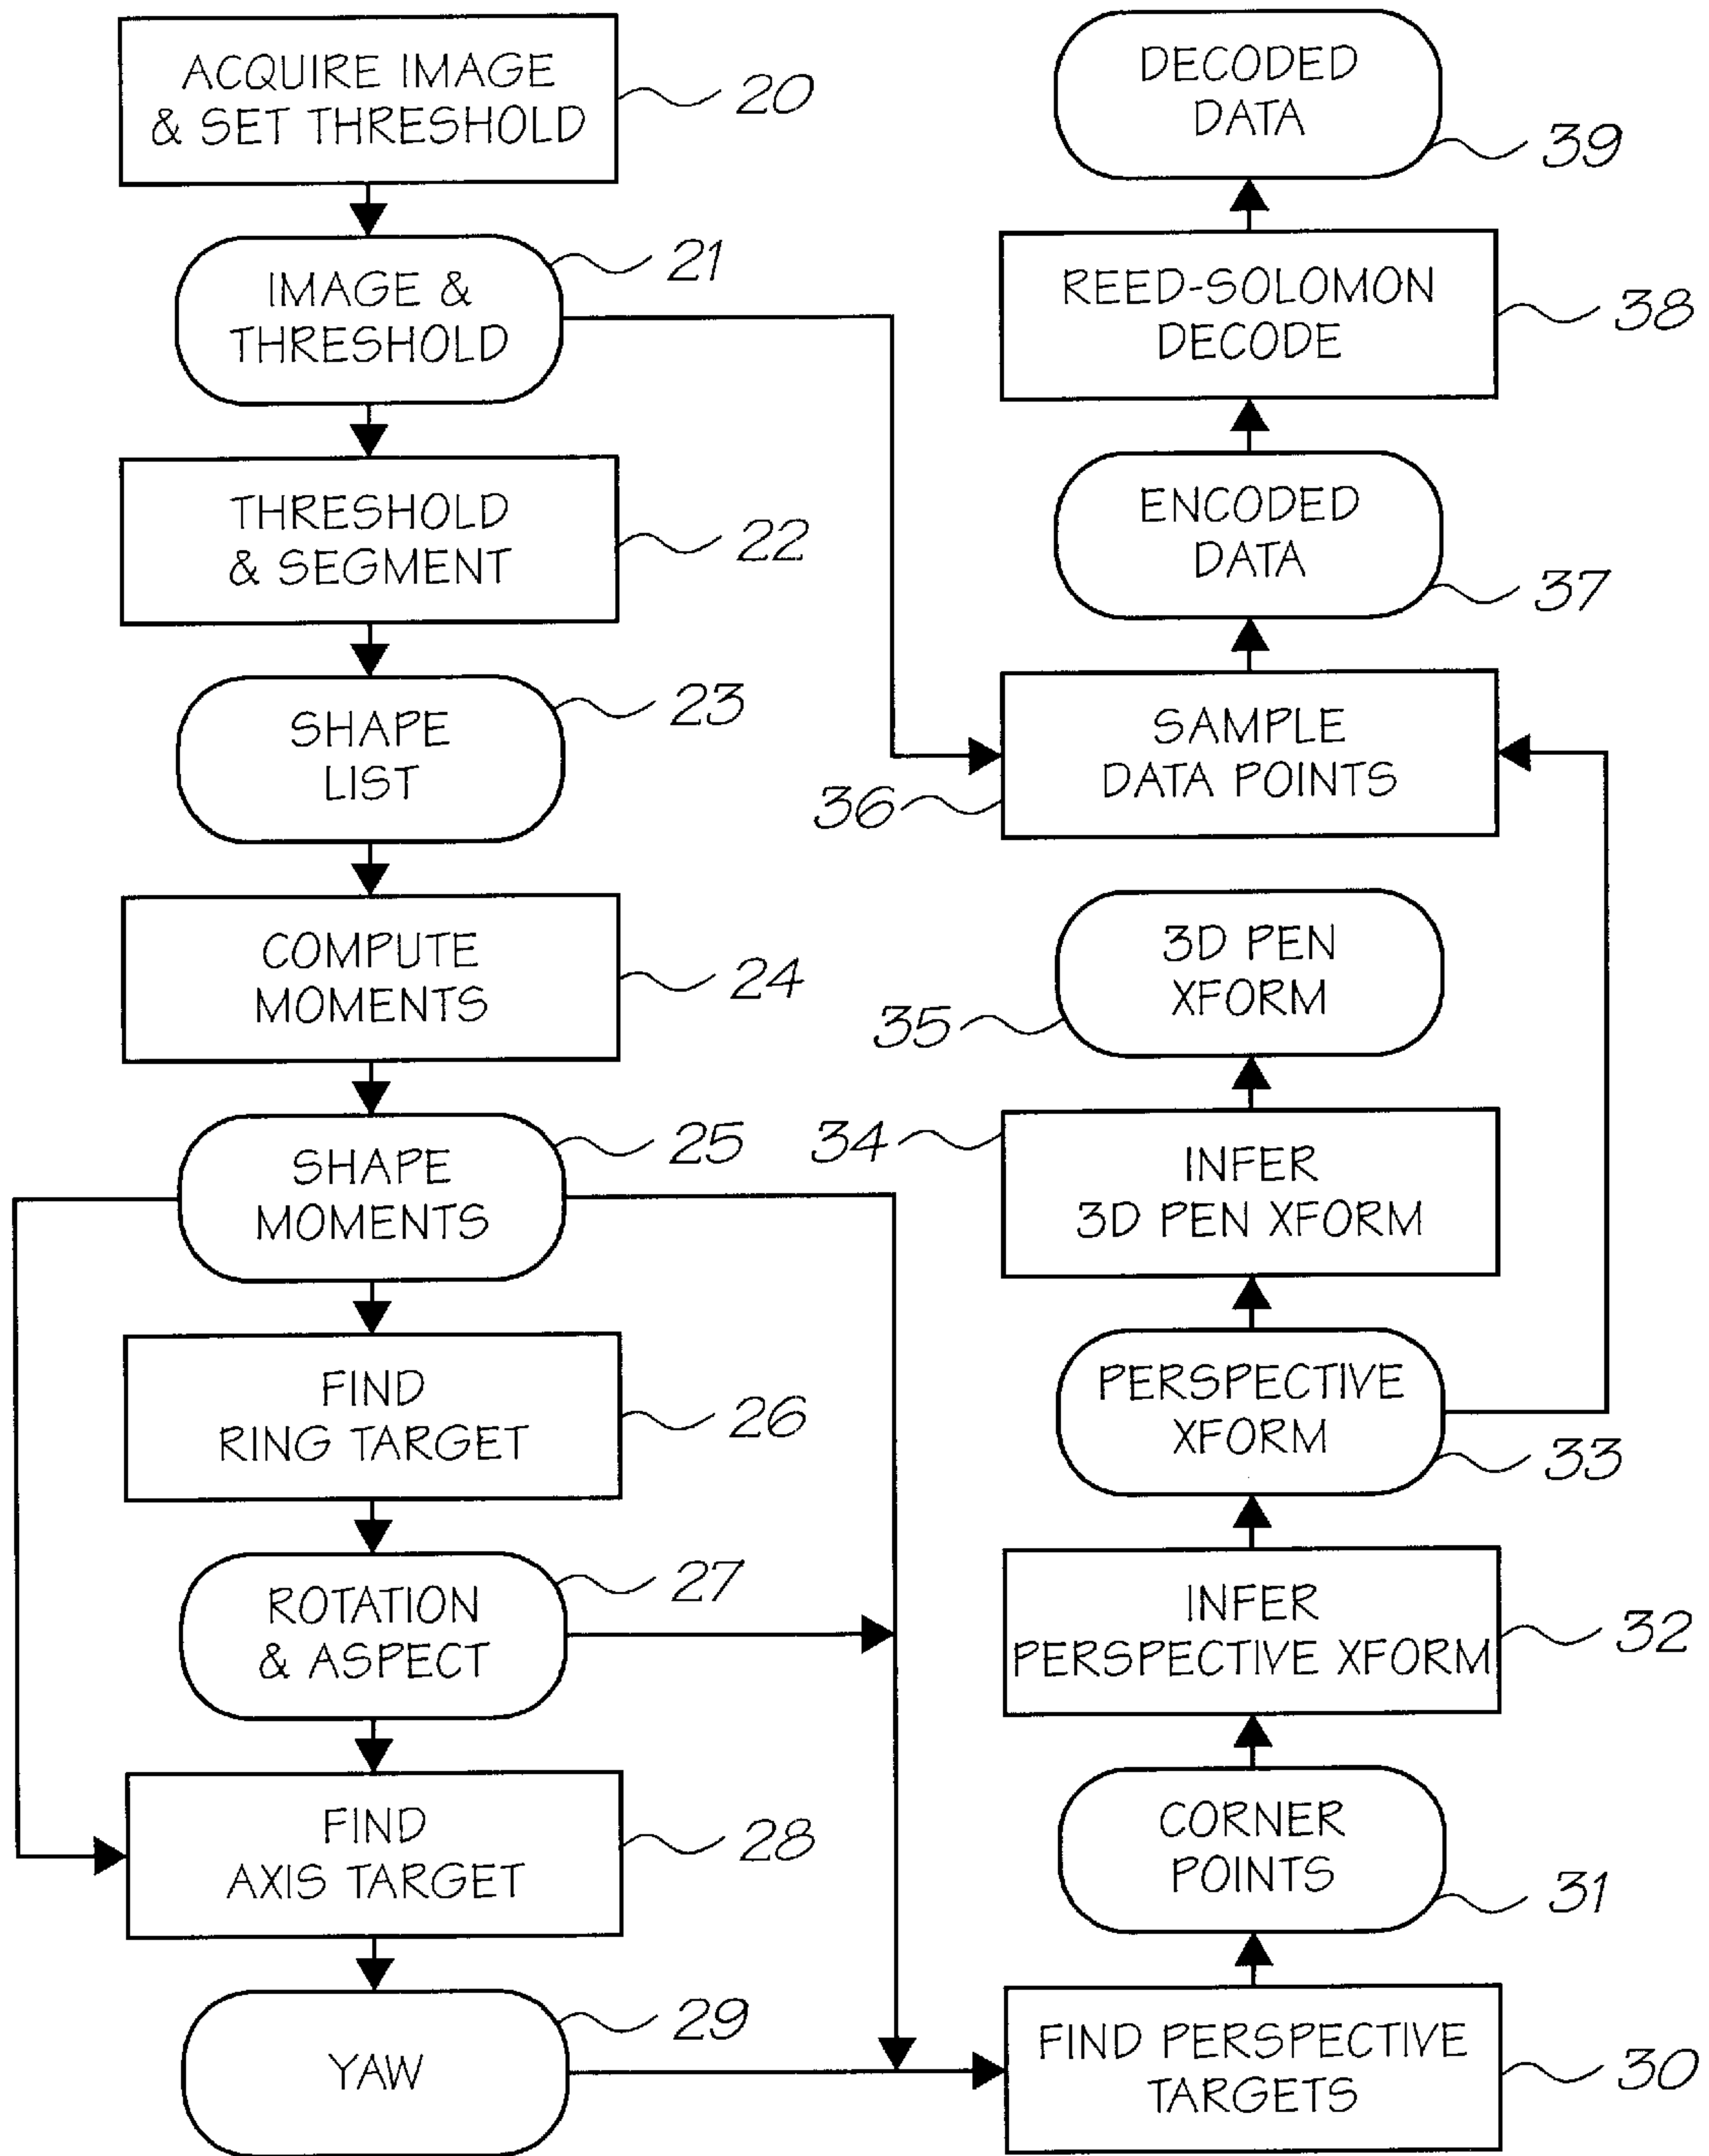 ACQUIRE IMAGE
& SET THRESHOLD
20
IMAGE &
THRESHOLD
21
THRESHOLD
& SEGMENT
22
SHAPE
LIST
23
COMPUTE
MOMENTS
24
SHAPE
MOMENTS
25
FIND
RING TARGET
26
ROTATION
& ASPECT
27
FIND
AXIS TARGET
28
YAW
29
DECODED
DATA
39
REED-SOLOMON
DECODE
38
ENCODED
DATA
37
SAMPLE
DATA POINTS
36
3D PEN
XFORM
35
INFER
3D PEN XFORM
34
PERSPECTIVE
XFORM
33
INFER
PERSPECTIVE XFORM
32
CORNER
POINTS
31
FIND PERSPECTIVE
TARGETS
30